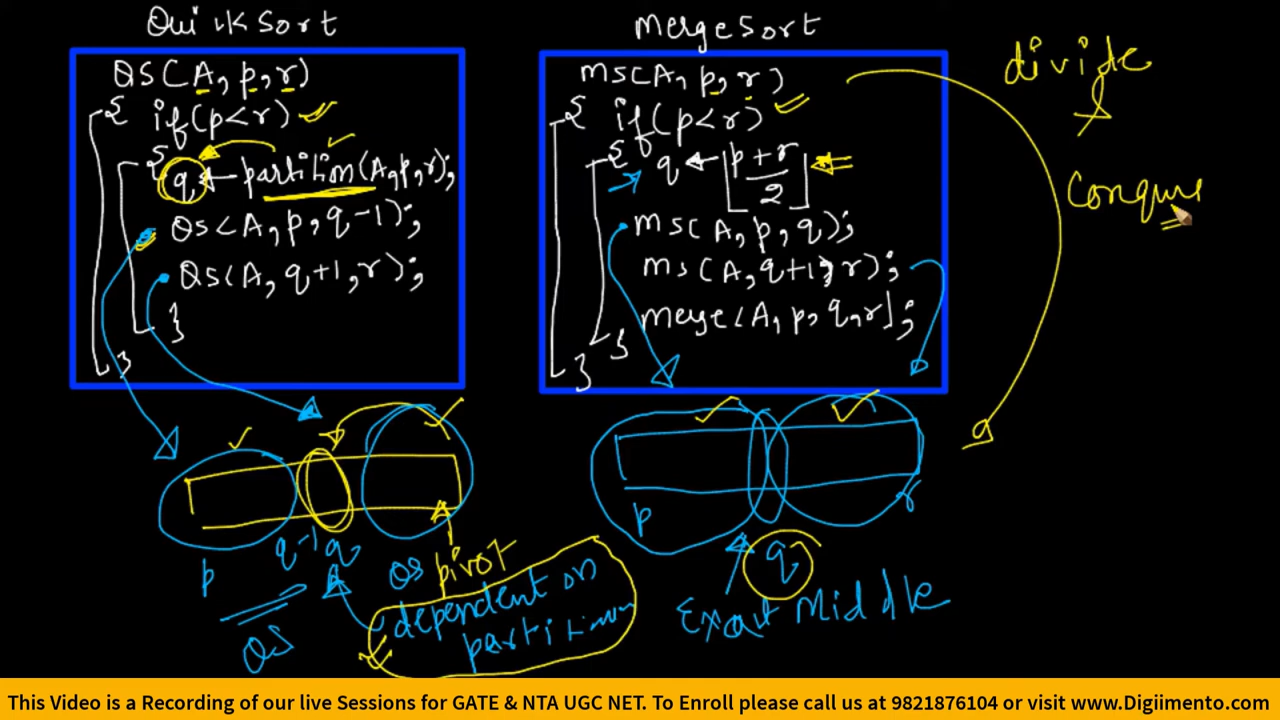 QuickSort
QS(A, p, r)
{ if(p<r)
{ q ← partition(A,p,r);
QS(A, p, q-1);
QS(A, q+1, r);
}
}
p q-1 q
QS
QS pivot
dependent on
MergeSort
MS(A, p, r)
{ if(p<r)
{ q ← ⌊p+r/2⌋
MS(A, p, q);
MS(A, q+1, r);
merge(A, p, q, r);
}
}
p q r
Exact Middle
divide
This Video is a Recording of our live Sessions for GATE & NTA UGC NET. To Enroll please call us at 9821876104 or visit www.Digiimento.com